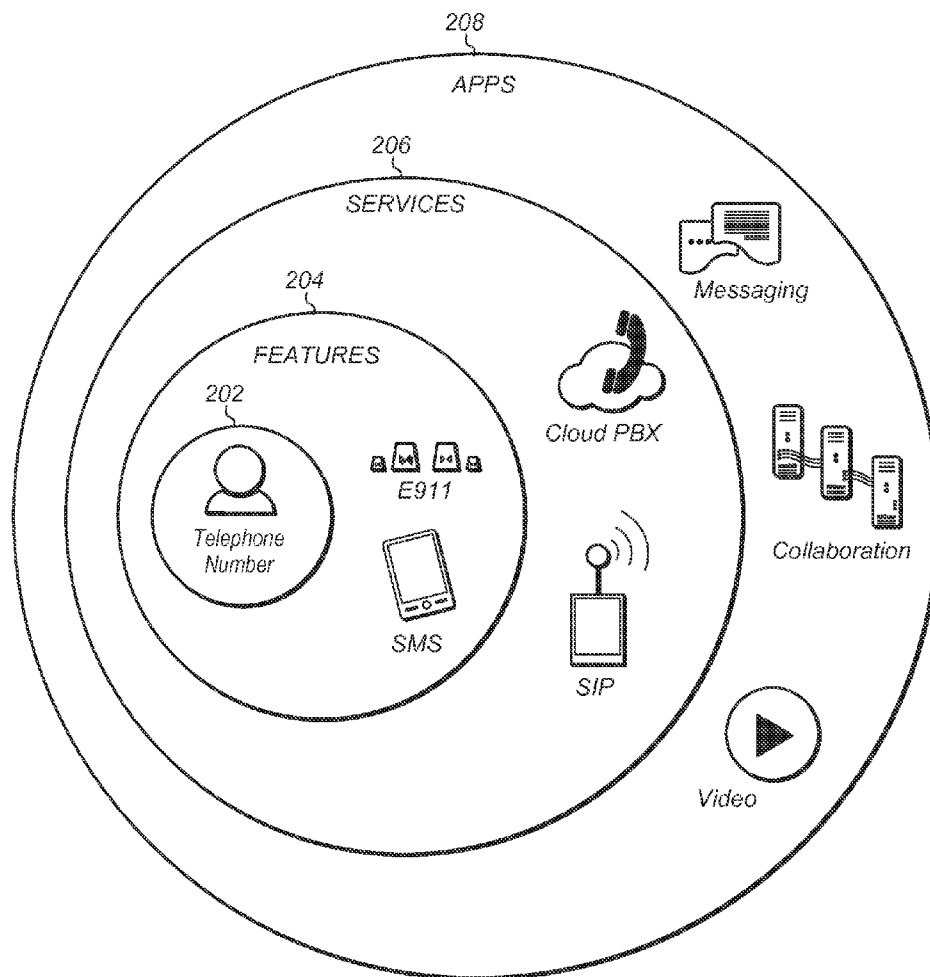 208
APPS
206
SERVICES
Messaging
204
FEATURES
Cloud PBX
202
E911
Telephone
Number
Collaboration
SMS
SIP
Video